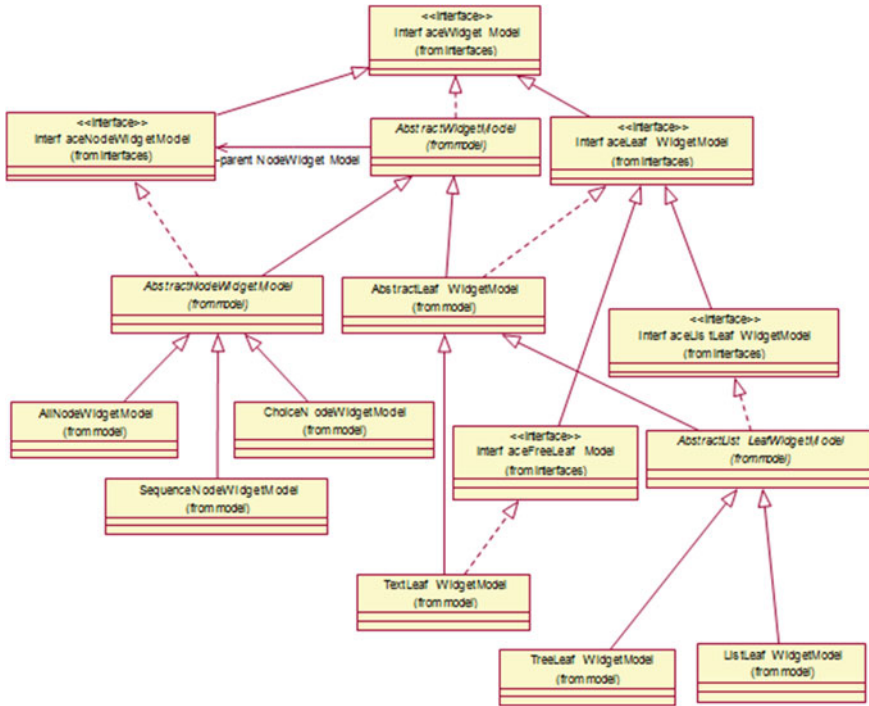 <<Interface>>
InterfaceWidget Model
(from Interfaces)
<<Interface>>
InterfaceNodeWidgetModel
(from Interfaces)
AbstractWidgetModel
(from model)
<<Interface>>
InterfaceLeaf WidgetModel
(from Interfaces)
-parent NodeWidget Model
AbstractNodeWidgetModel
(from model)
AbstractLeaf WidgetModel
(from model)
<<Interface>>
InterfaceListLeaf WidgetModel
(from Interfaces)
AllNodeWidgetModel
(from model)
ChoiceNodeWidgetModel
(from model)
<<Interface>>
InterfaceFreeLeaf Model
(from Interfaces)
AbstractList LeafWidgetModel
(from model)
SequenceNodeWidgetModel
(from model)
TextLeaf WidgetModel
(from model)
TreeLeaf WidgetModel
(from model)
ListLeaf WidgetModel
(from model)